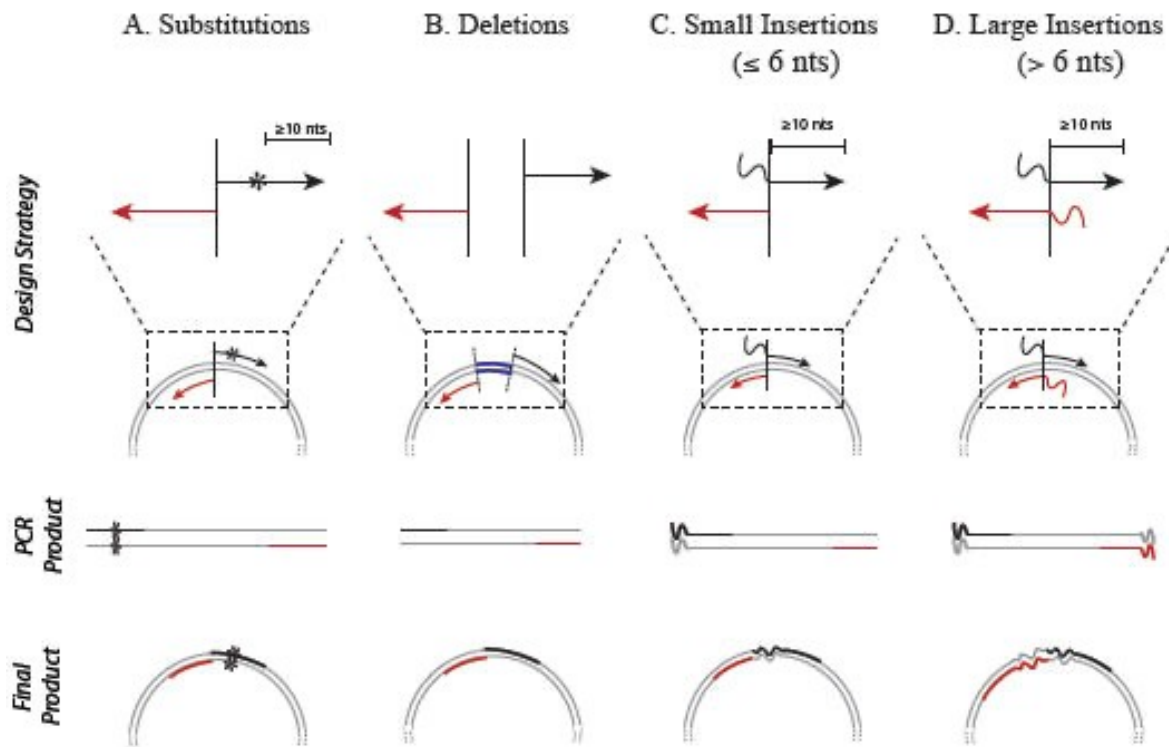 A. Substitutions
B. Deletions
C. Small Insertions
(≤ 6 nts)
D. Large Insertions
(> 6 nts)
Design Strategy
≥10 nts
≥10 nts
≥10 nts
PCR
Product
Final
Product